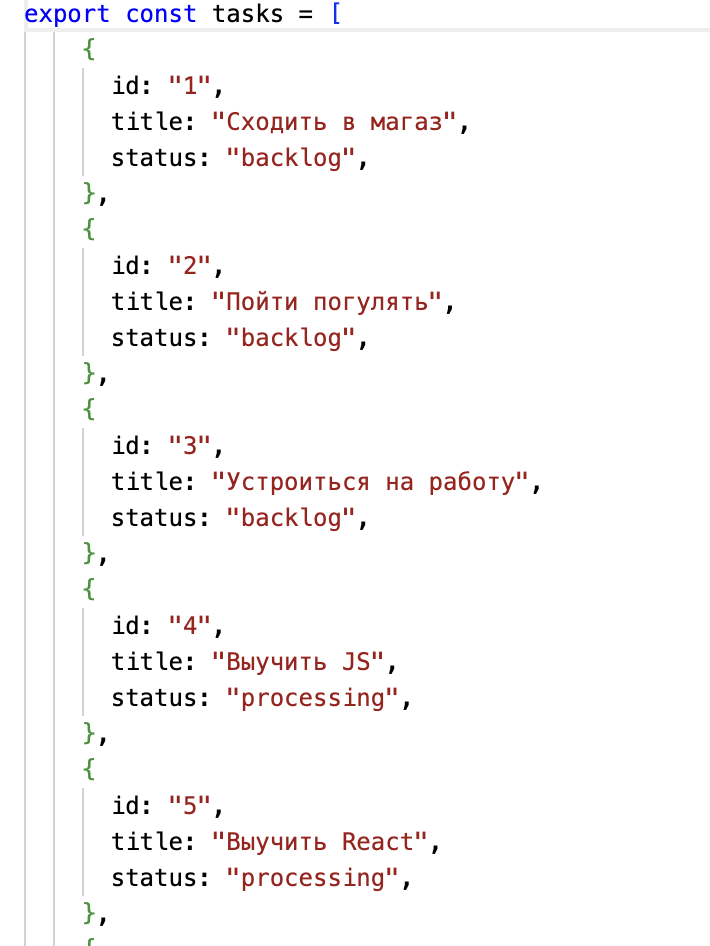 export const tasks = [
{
id: "1",
title: "Сходить в магаз",
status: "backlog",
},
{
id: "2",
title: "Пойти погулять",
status: "backlog",
},
{
id: "3",
title: "Устроиться на работу",
status: "backlog",
},
{
id: "4",
title: "Выучить JS",
status: "processing",
},
{
id: "5",
title: "Выучить React",
status: "processing",
},
{